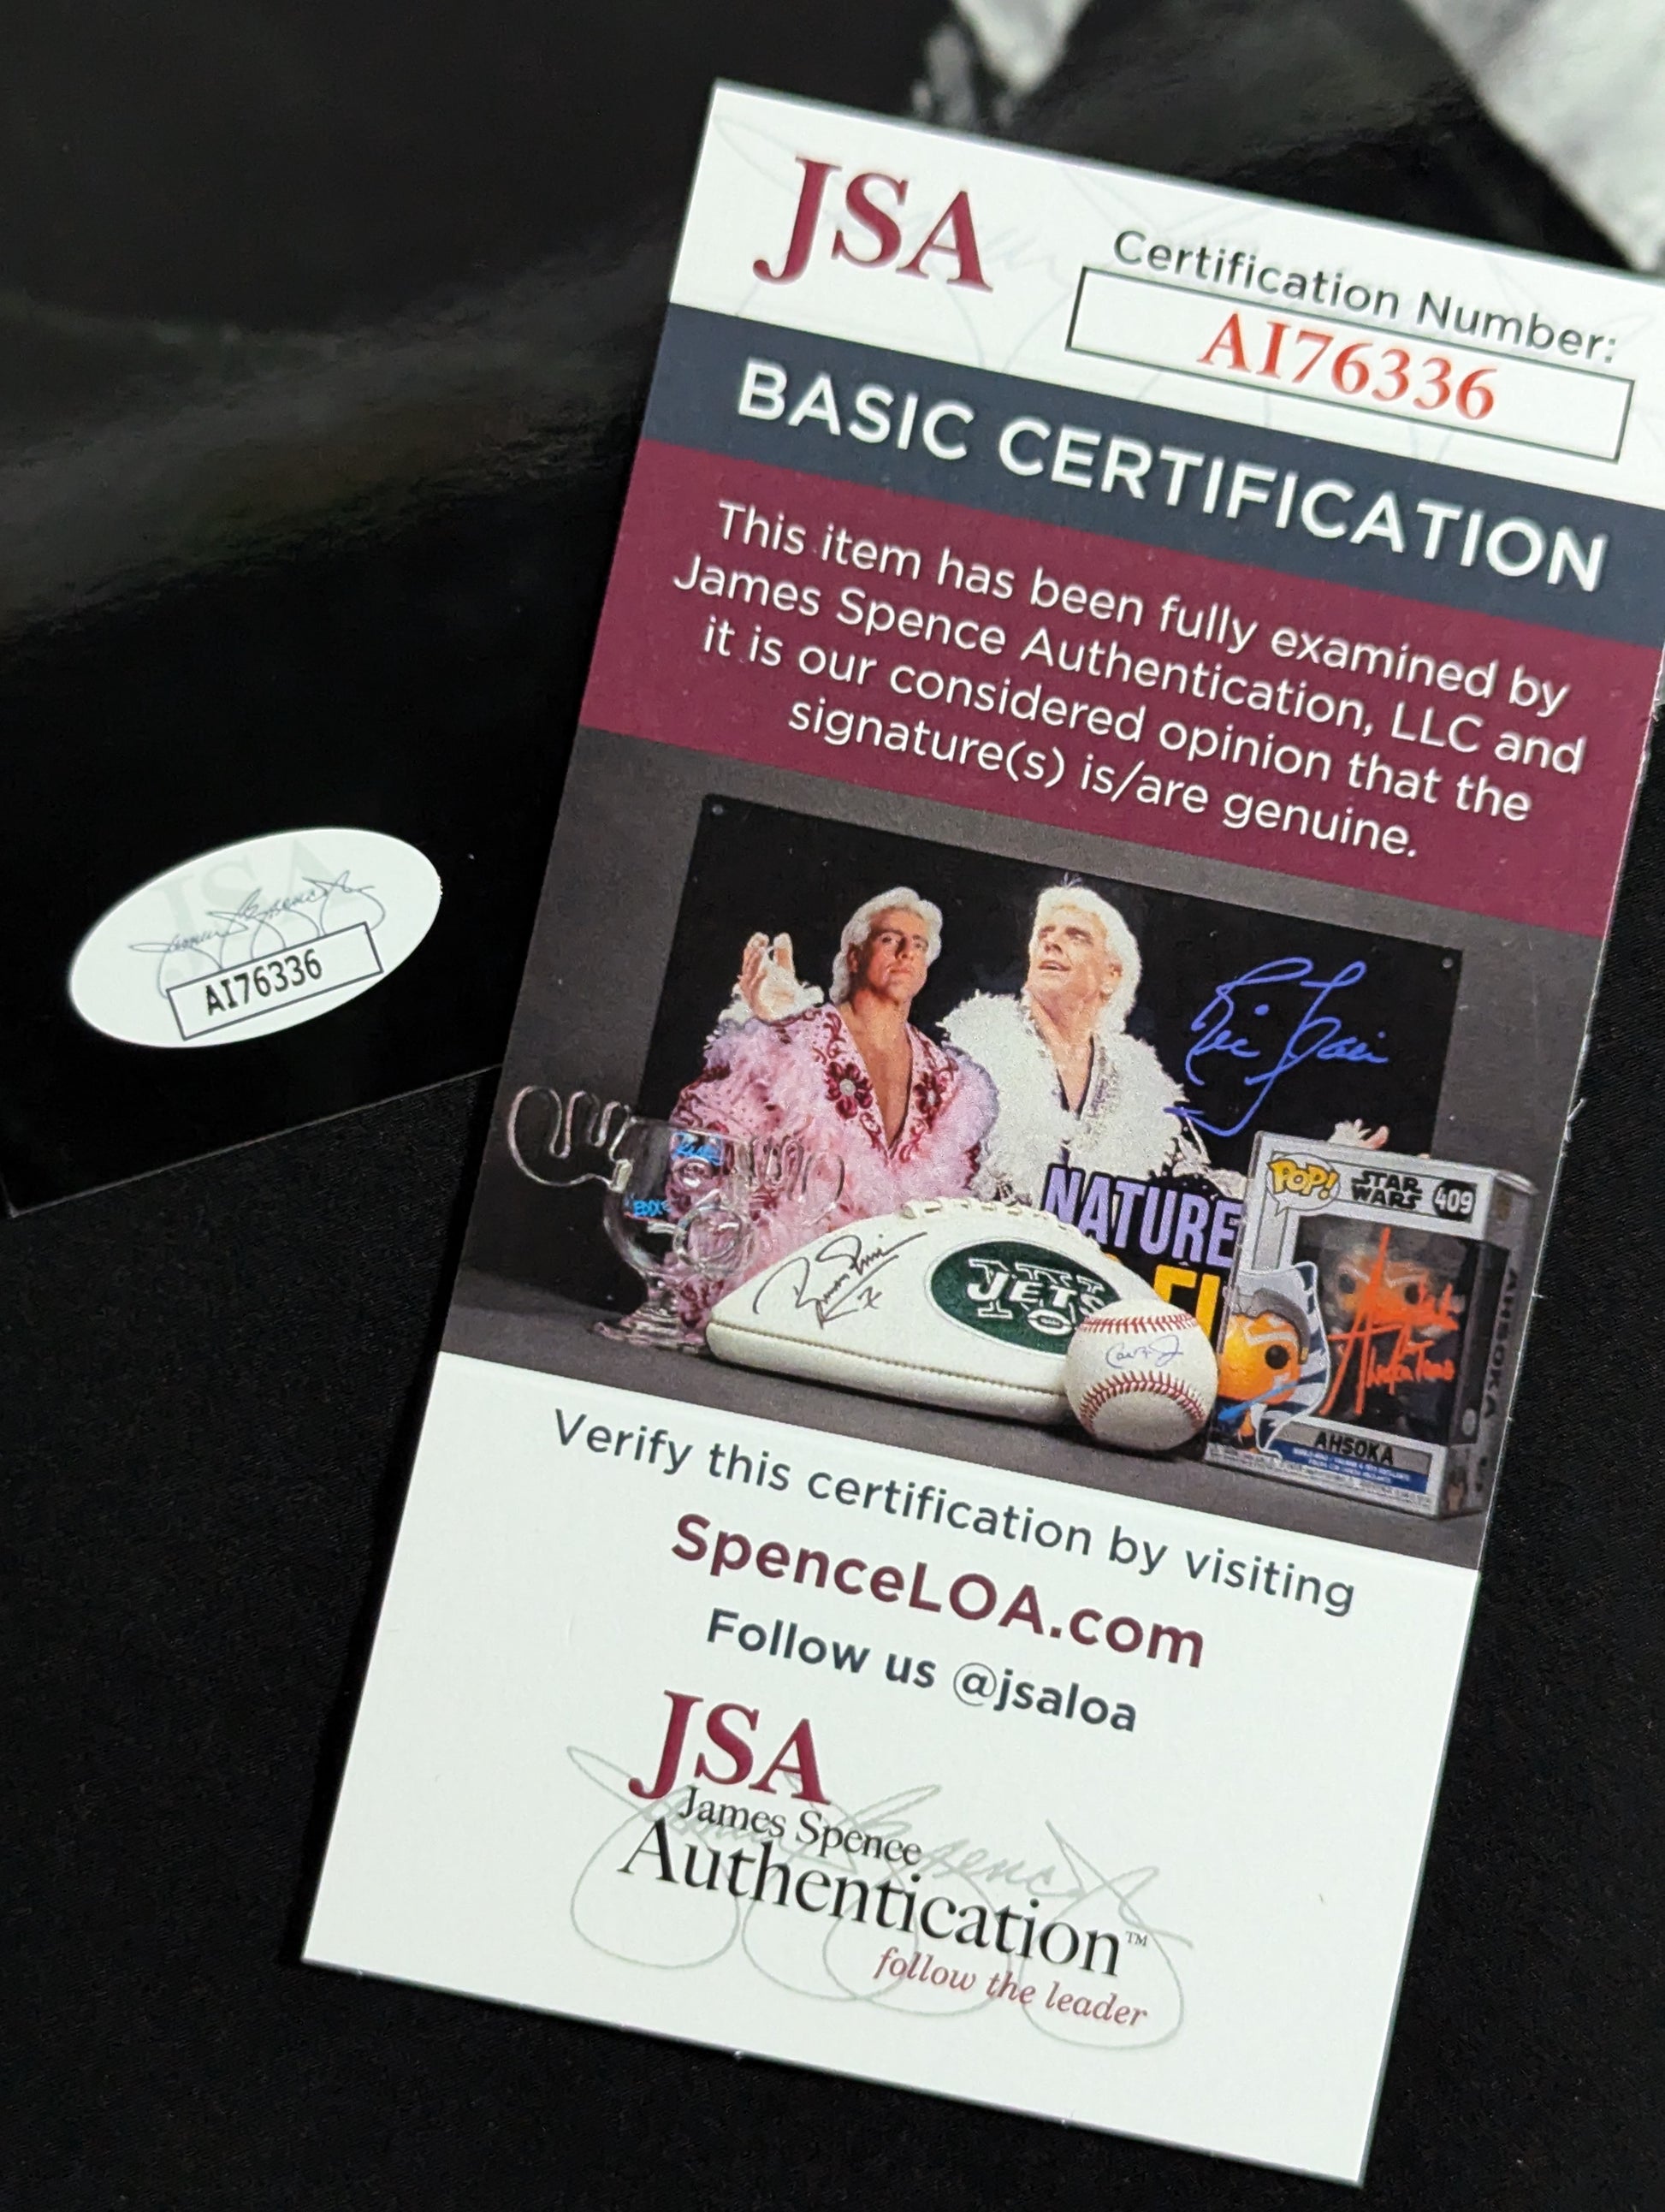 JSA
Certification Number:
AI76336
BASIC CERTIFICATION
This item has been fully examined by
James Spence Authentication, LLC and
it is our considered opinion that the
signature(s) is/are genuine.
JSA
AI76336
Ric Flair
NATURE
POP!
STAR
WARS
409
JETS
AHSOKA
AHSOKA
Verify this certification by visiting
SpenceLOA.com
Follow us @jsaloa
JSA
James Spence
Authentication™
follow the leader